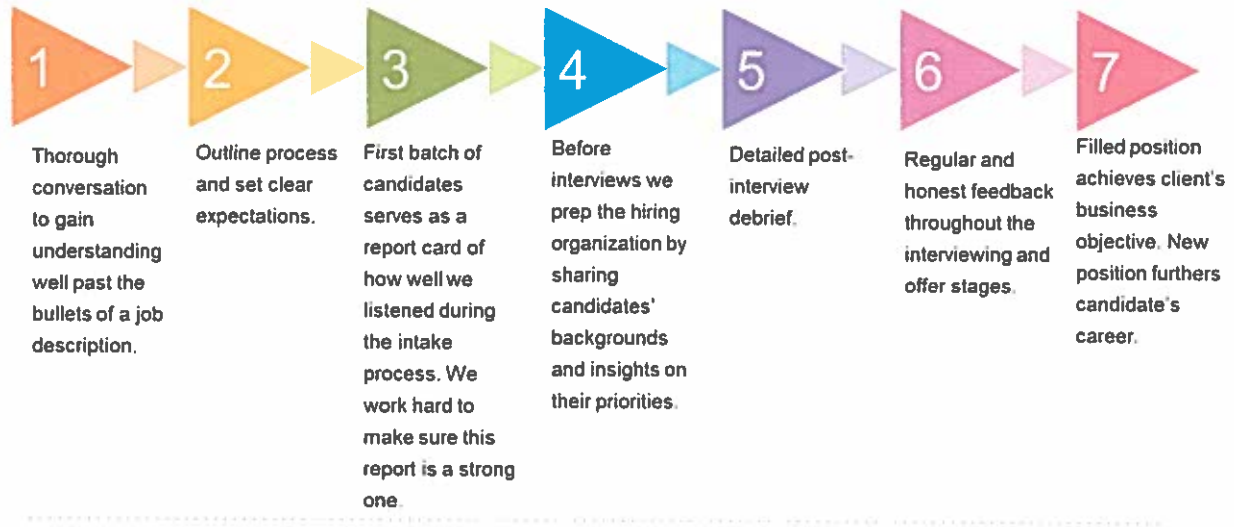 1
Thorough
conversation
to gain
understanding
well past the
bullets of a job
description.
2
Outline process
and set clear
expectations.
3
First batch of
candidates
serves as a
report card of
how well we
listened during
the intake
process. We
work hard to
make sure this
report is a strong
one.
4
Before
interviews we
prep the hiring
organization by
sharing
candidates'
backgrounds
and insights on
their priorities.
5
Detailed post-
interview
debrief.
6
Regular and
honest feedback
throughout the
interviewing and
offer stages.
7
Filled position
achieves client's
business
objective. New
position furthers
candidate's
career.